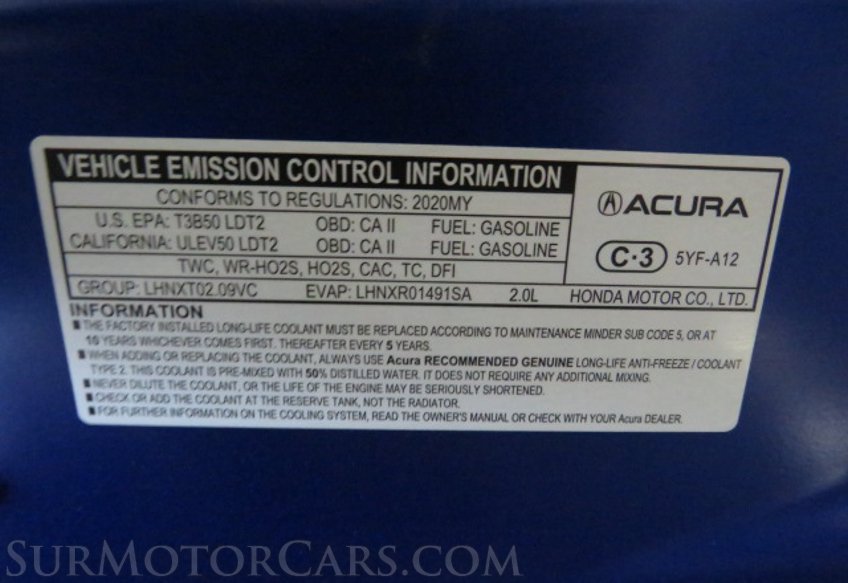 VEHICLE EMISSION CONTROL INFORMATION
CONFORMS TO REGULATIONS: 2020MY
U.S. EPA: T3B50 LDT2 OBD: CA II FUEL: GASOLINE
CALIFORNIA: ULEV50 LDT2 OBD: CA II FUEL: GASOLINE
TWC, WR-HO2S, HO2S, CAC, TC, DFI
GROUP: LHNXT02.09VC EVAP: LHNXR01491SA 2.0L
ACURA
C·3 5YF-A12
HONDA MOTOR CO., LTD.
INFORMATION
■ THE FACTORY INSTALLED LONG-LIFE COOLANT MUST BE REPLACED ACCORDING TO MAINTENANCE MINDER SUB CODE 5, OR AT
10 YEARS WHICHEVER COMES FIRST. THEREAFTER EVERY 5 YEARS.
■ WHEN ADDING OR REPLACING THE COOLANT, ALWAYS USE Acura RECOMMENDED GENUINE LONG-LIFE ANTI-FREEZE / COOLANT
TYPE 2. THIS COOLANT IS PRE-MIXED WITH 50% DISTILLED WATER. IT DOES NOT REQUIRE ANY ADDITIONAL MIXING.
■ NEVER DILUTE THE COOLANT, OR THE LIFE OF THE ENGINE MAY BE SERIOUSLY SHORTENED.
■ CHECK OR ADD THE COOLANT AT THE RESERVE TANK, NOT THE RADIATOR.
■ FOR FURTHER INFORMATION ON THE COOLING SYSTEM, READ THE OWNER'S MANUAL OR CHECK WITH YOUR Acura DEALER.
SURMOTORCARS.COM